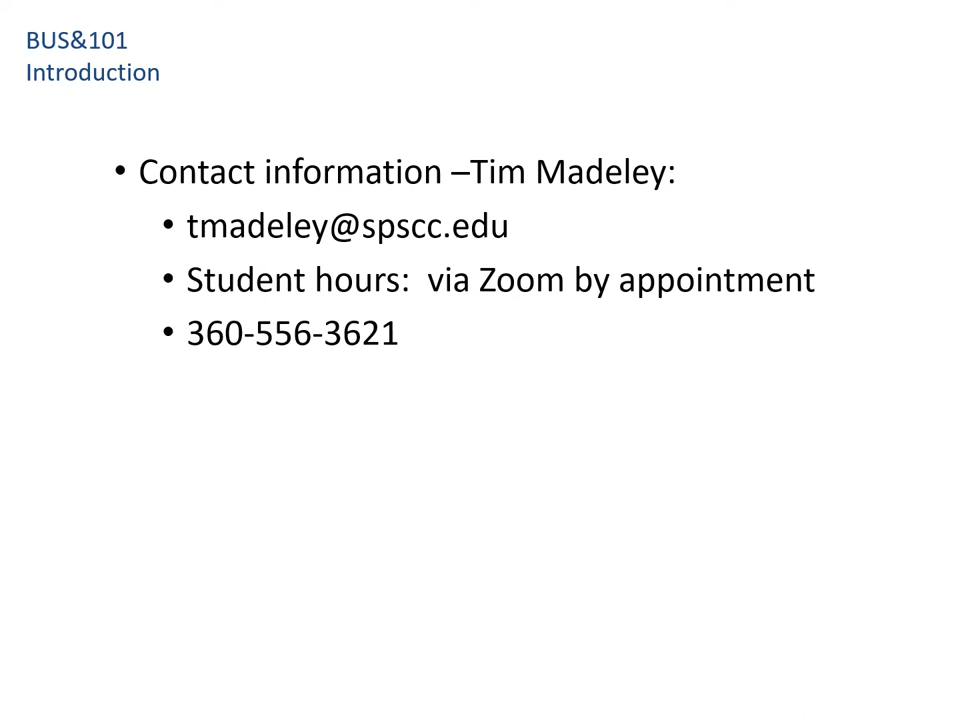 BUS&101
Introduction
• Contact information –Tim Madeley:
• tmadeley@spscc.edu
• Student hours:  via Zoom by appointment
• 360-556-3621